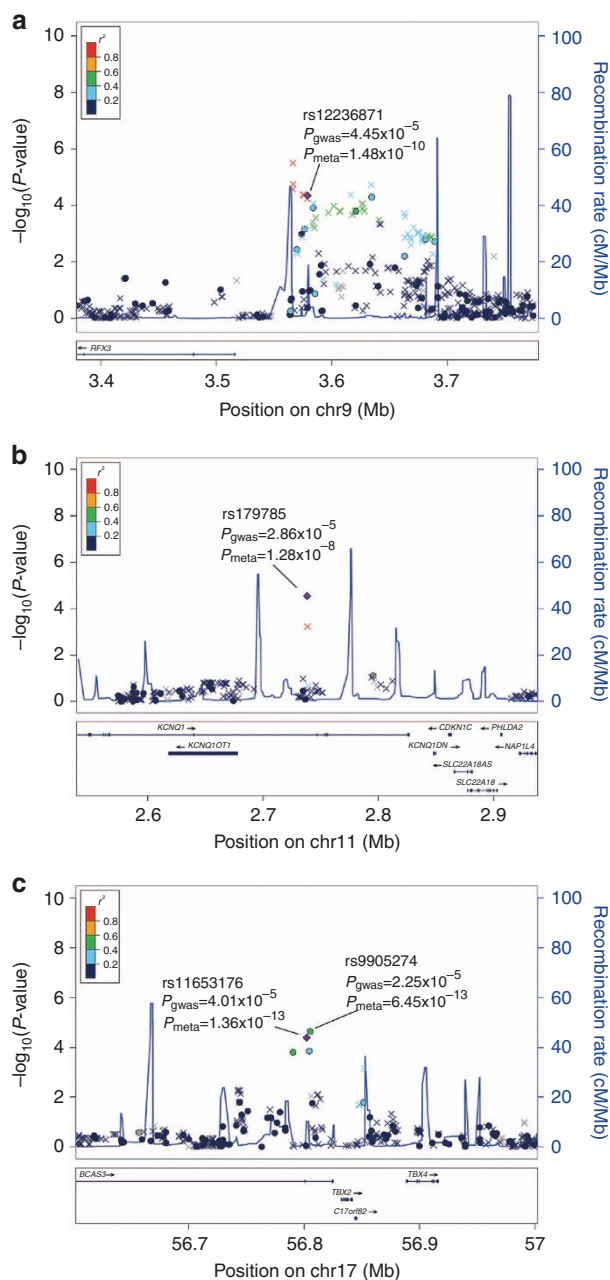 a
10
8
6
4
2
0
−log₁₀(P-value)
r²
0.8
0.6
0.4
0.2
rs12236871
P_gwas=4.45x10⁻⁵
P_meta=1.48x10⁻¹⁰
100
80
60
40
20
0
Recombination rate (cM/Mb)
← RFX3
3.4 3.5 3.6 3.7
Position on chr9 (Mb)
b
10
8
6
4
2
0
−log₁₀(P-value)
r²
0.8
0.6
0.4
0.2
rs179785
P_gwas=2.86x10⁻⁵
P_meta=1.28x10⁻⁸
100
80
60
40
20
0
Recombination rate (cM/Mb)
KCNQ1 → ← CDKN1C ← PHLDA2
← KCNQ1OT1 KCNQ1DN → ← NAP1L4
← SLC22A18AS
SLC22A18 →
2.6 2.7 2.8 2.9
Position on chr11 (Mb)
c
10
8
6
4
2
0
−log₁₀(P-value)
r²
0.8
0.6
0.4
0.2
rs9905274
P_gwas=2.25x10⁻⁵
P_meta=6.45x10⁻¹³
rs11653176
P_gwas=4.01x10⁻⁵
P_meta=1.36x10⁻¹³
100
80
60
40
20
0
Recombination rate (cM/Mb)
BCAS3→ TBX4→
TBX2 →
C17orf82 →
56.7 56.8 56.9 57
Position on chr17 (Mb)